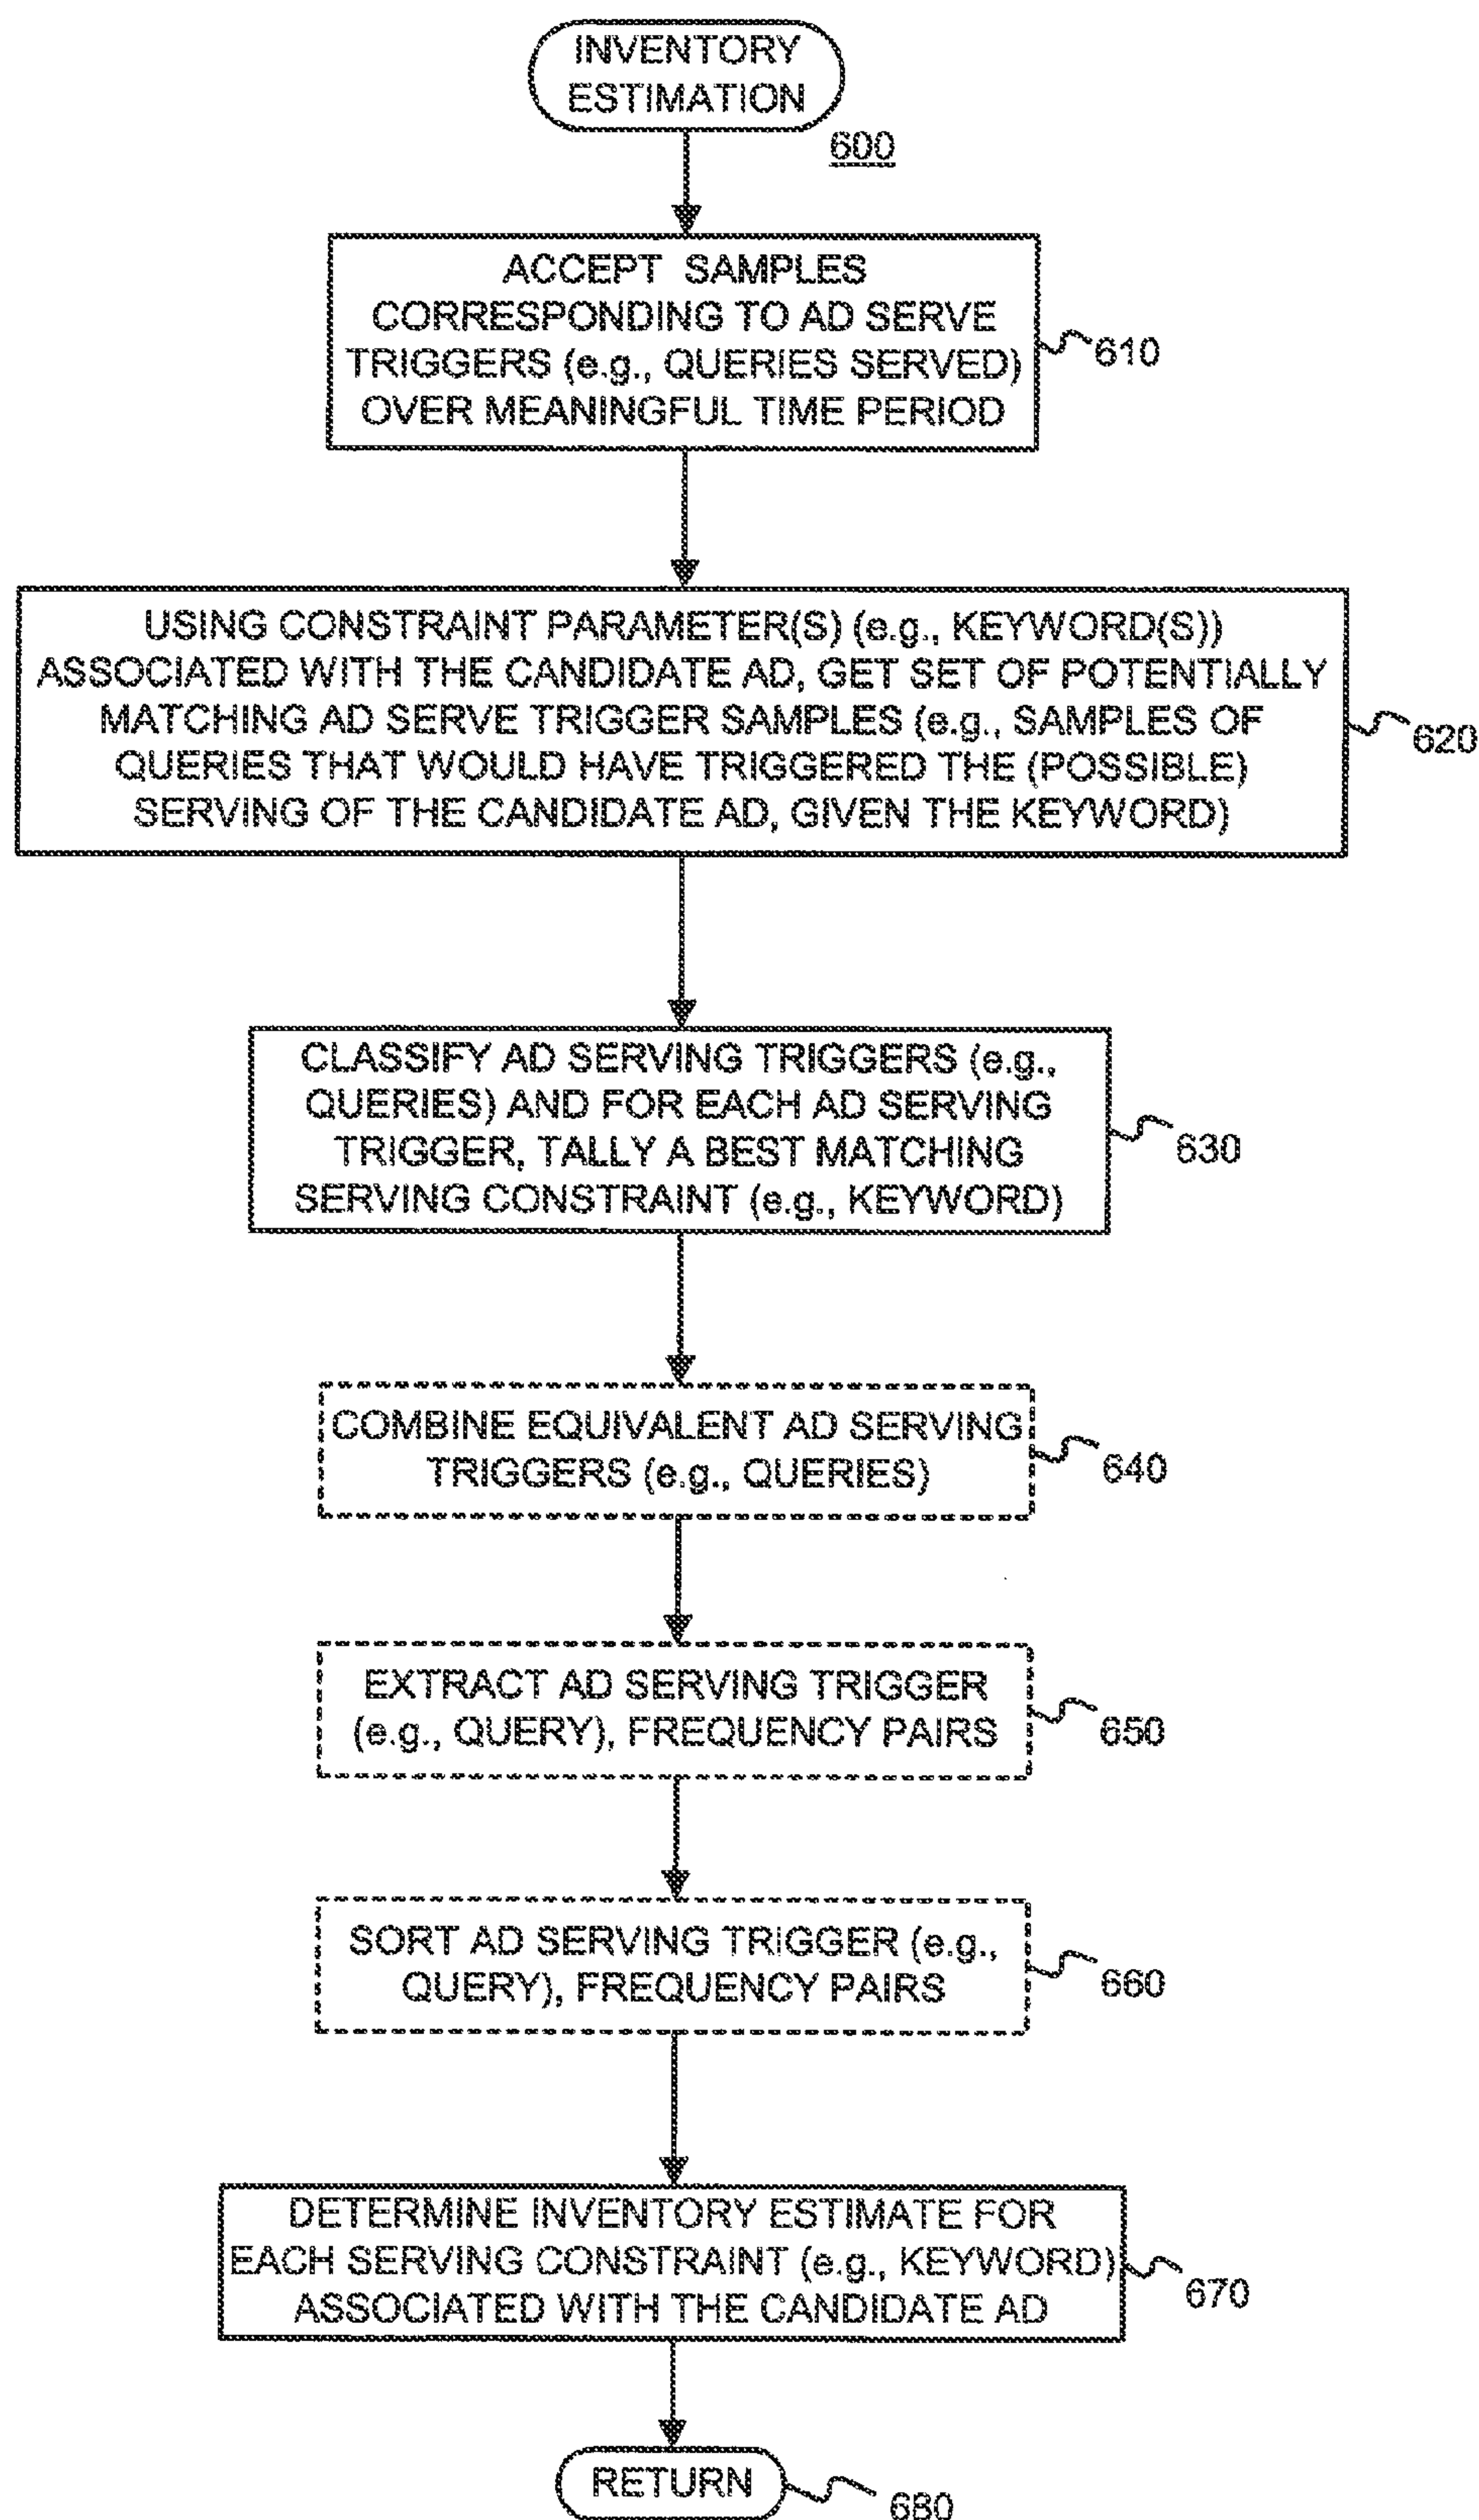 INVENTORY
ESTIMATION
600
ACCEPT SAMPLES
CORRESPONDING TO AD SERVE
TRIGGERS (e.g., QUERIES SERVED)
OVER MEANINGFUL TIME PERIOD
610
USING CONSTRAINT PARAMETER(S) (e.g., KEYWORD(S))
ASSOCIATED WITH THE CANDIDATE AD, GET SET OF POTENTIALLY
MATCHING AD SERVE TRIGGER SAMPLES (e.g., SAMPLES OF
QUERIES THAT WOULD HAVE TRIGGERED THE (POSSIBLE)
SERVING OF THE CANDIDATE AD, GIVEN THE KEYWORD)
620
CLASSIFY AD SERVING TRIGGERS (e.g.,
QUERIES) AND FOR EACH AD SERVING
TRIGGER, TALLY A BEST MATCHING
SERVING CONSTRAINT (e.g., KEYWORD)
630
COMBINE EQUIVALENT AD SERVING
TRIGGERS (e.g., QUERIES)
640
EXTRACT AD SERVING TRIGGER
(e.g., QUERY), FREQUENCY PAIRS
650
SORT AD SERVING TRIGGER (e.g.,
QUERY), FREQUENCY PAIRS
660
DETERMINE INVENTORY ESTIMATE FOR
EACH SERVING CONSTRAINT (e.g., KEYWORD)
ASSOCIATED WITH THE CANDIDATE AD
670
RETURN
680